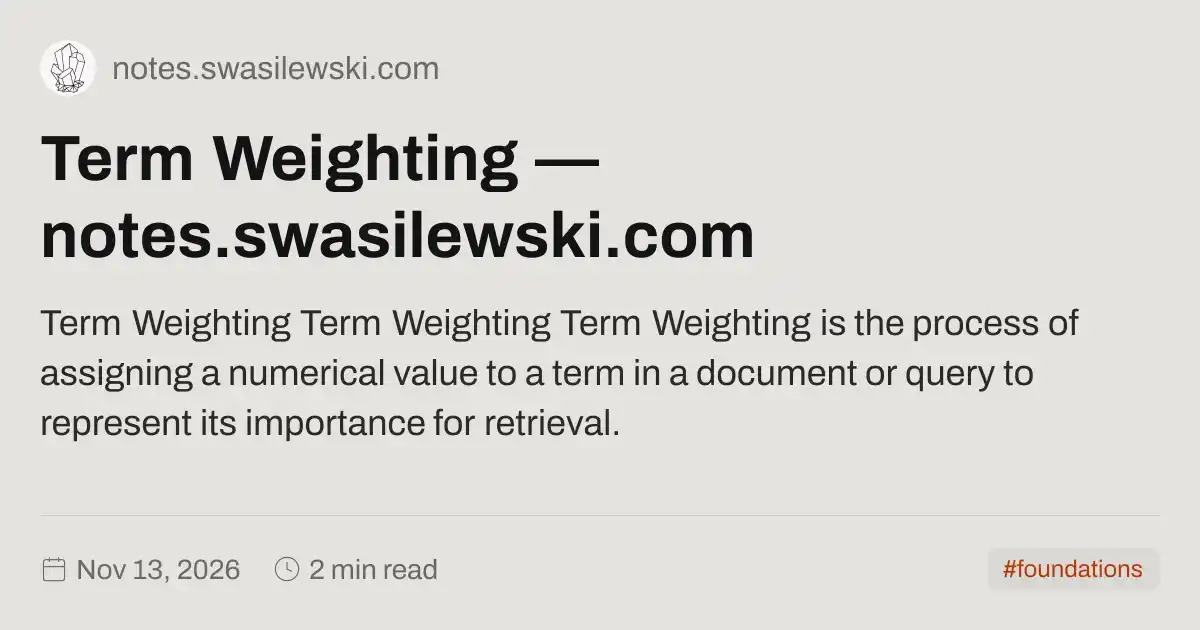 notes.swasilewski.com
Term Weighting —
notes.swasilewski.com
Term Weighting Term Weighting Term Weighting is the process of
assigning a numerical value to a term in a document or query to
represent its importance for retrieval.
Nov 13, 2026 2 min read #foundations